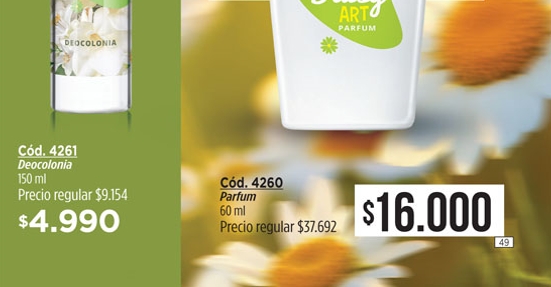 DEOCOLONIA
Cód. 4261
Deocolonia
150 ml
Precio regular $9.154
$4.990
ART
PARFUM
Cód. 4260
Parfum
60 ml
Precio regular $37.692
$16.000
49